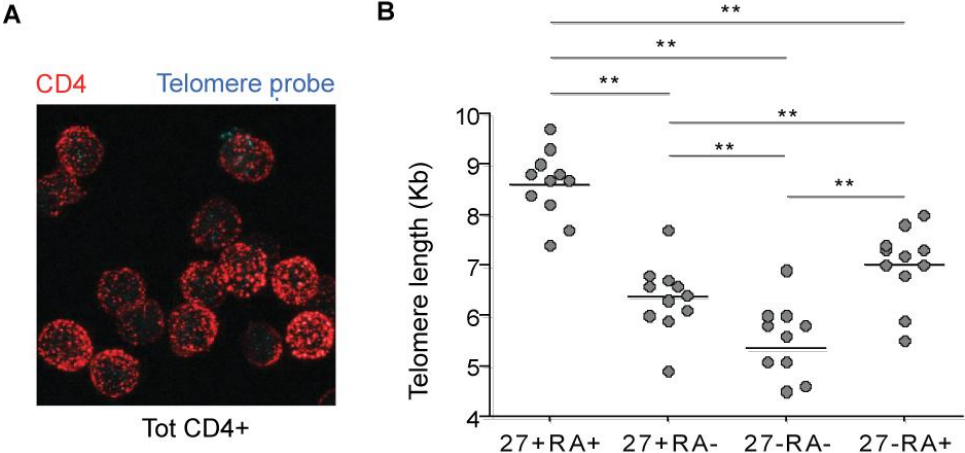 A
CD4 Telomere probe
Tot CD4+
B
**
**
**
**
**
**
Telomere length (Kb)
10
9
8
7
6
5
4
27+RA+ 27+RA- 27-RA- 27-RA+